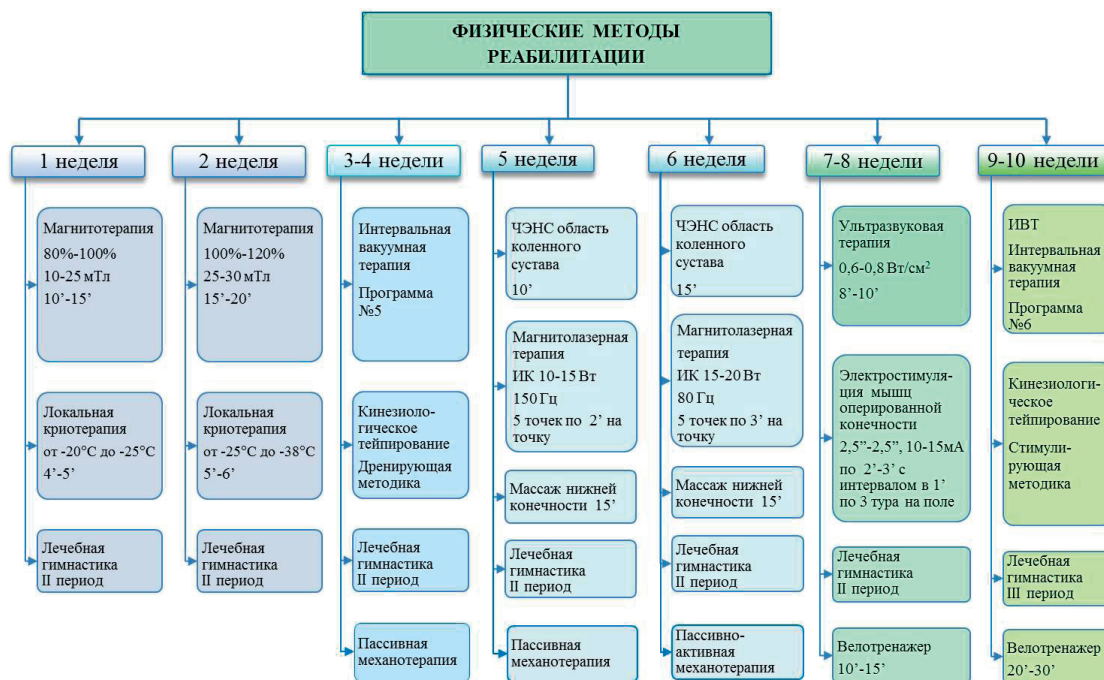 ФИЗИЧЕСКИЕ МЕТОДЫ
РЕАБИЛИТАЦИИ
1 неделя
Магнитотерапия
80%-100%
10-25 мТл
10’-15’
Локальная
криотерапия
от -20°С до -25°С
4’-5’
Лечебная
гимнастика
II период
2 неделя
Магнитотерапия
100%-120%
25-30 мТл
15’-20’
Локальная
криотерапия
от -25°С до -38°С
5’-6’
Лечебная
гимнастика
II период
3-4 недели
Интервальная
вакуумная
терапия
Программа
№5
Кинезиоло-
гическое
тейпирование
Дренирующая
методика
Лечебная
гимнастика
II период
Пассивная
механотерапия
5 неделя
ЧЭНС область
коленного
сустава
10’
Магнитолазерная
терапия
ИК 10-15 Вт
150 Гц
5 точек по 2’ на
точку
Массаж нижней
конечности 15’
Лечебная
гимнастика
II период
Пассивная
механотерапия
6 неделя
ЧЭНС область
коленного
сустава
15’
Магнитолазерная
терапия
ИК 15-20 Вт
80 Гц
5 точек по 3’ на
точку
Массаж нижней
конечности 15’
Лечебная
гимнастика
II период
Пассивно-
активная
механотерапия
7-8 недели
Ультразвуковая
терапия
0,6-0,8 Вт/см²
8’-10’
Электростимуля-
ция мышц
оперированной
конечности
2,5”-2,5”, 10-15мА
по 2’-3’ с
интервалом в 1’
по 3 тура на поле
Лечебная
гимнастика
II период
Велотренажер
10’-15’
9-10 недели
ИВТ
Интервальная
вакуумная
терапия
Программа
№6
Кинезиологи-
ческое
тейпирование
Стимули-
рующая
методика
Лечебная
гимнастика
III период
Велотренажер
20’-30’